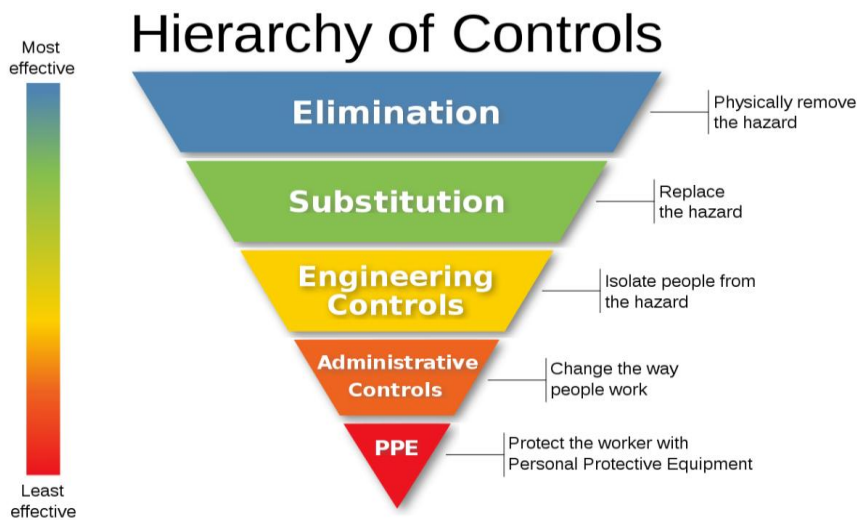 Hierarchy of Controls
Most
effective
Elimination
Physically remove
the hazard
Substitution
Replace
the hazard
Engineering
Controls
Isolate people from
the hazard
Administrative
Controls
Change the way
people work
PPE
Protect the worker with
Personal Protective Equipment
Least
effective